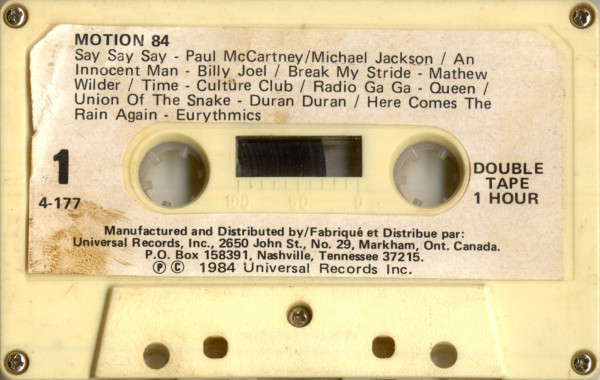 MOTION 84
Say Say Say - Paul McCartney/Michael Jackson / An
Innocent Man - Billy Joel / Break My Stride - Mathew
Wilder / Time - Culture Club / Radio Ga Ga - Queen /
Union Of The Snake - Duran Duran / Here Comes The
Rain Again - Eurythmics
1
4-177
100 50 0
DOUBLE
TAPE
1 HOUR
Manufactured and Distributed by/Fabriqué et Distribue par:
Universal Records, Inc., 2650 John St., No. 29, Markham, Ont. Canada.
P.O. Box 158391, Nashville, Tennessee 37215.
Ⓟ © 1984 Universal Records Inc.